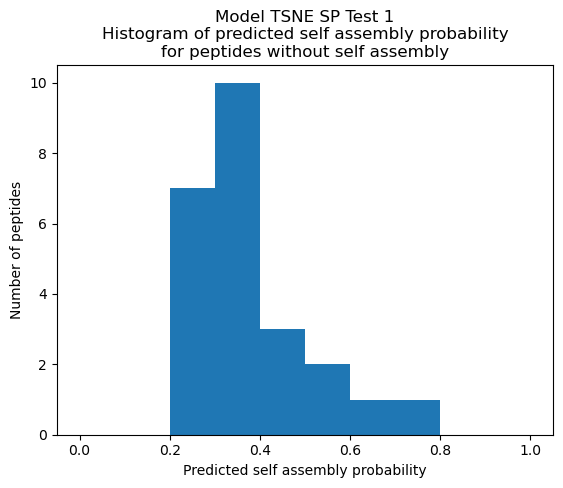 Model TSNE SP Test 1
Histogram of predicted self assembly probability
for peptides without self assembly
10
8
6
4
2
0
Number of peptides
0.0 0.2 0.4 0.6 0.8 1.0
Predicted self assembly probability